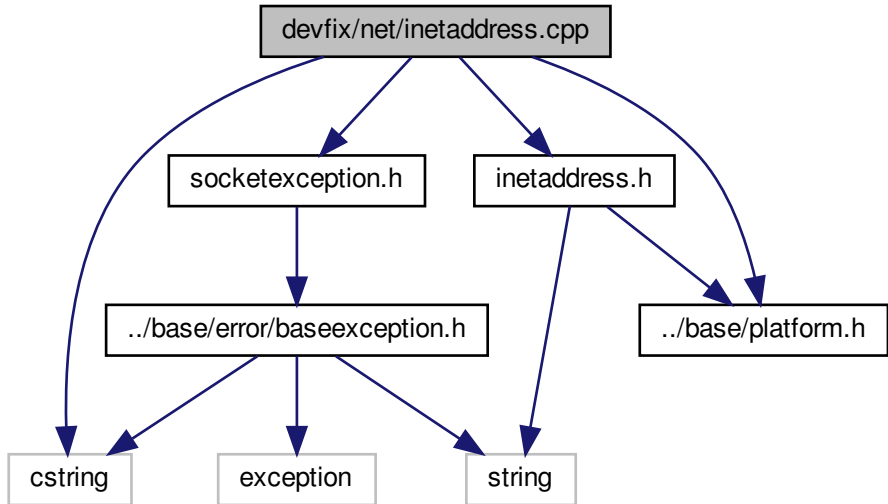 devfix/net/inetaddress.cpp
socketexception.h
inetaddress.h
../base/error/baseexception.h
../base/platform.h
cstring
exception
string